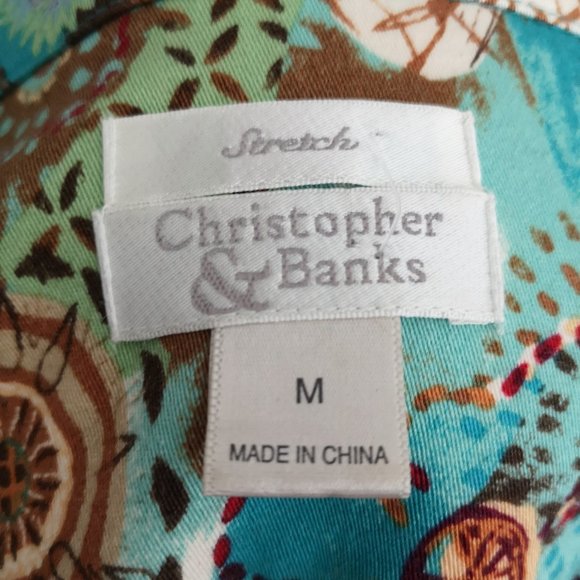 Stretch
Christopher
& Banks
M
MADE IN CHINA